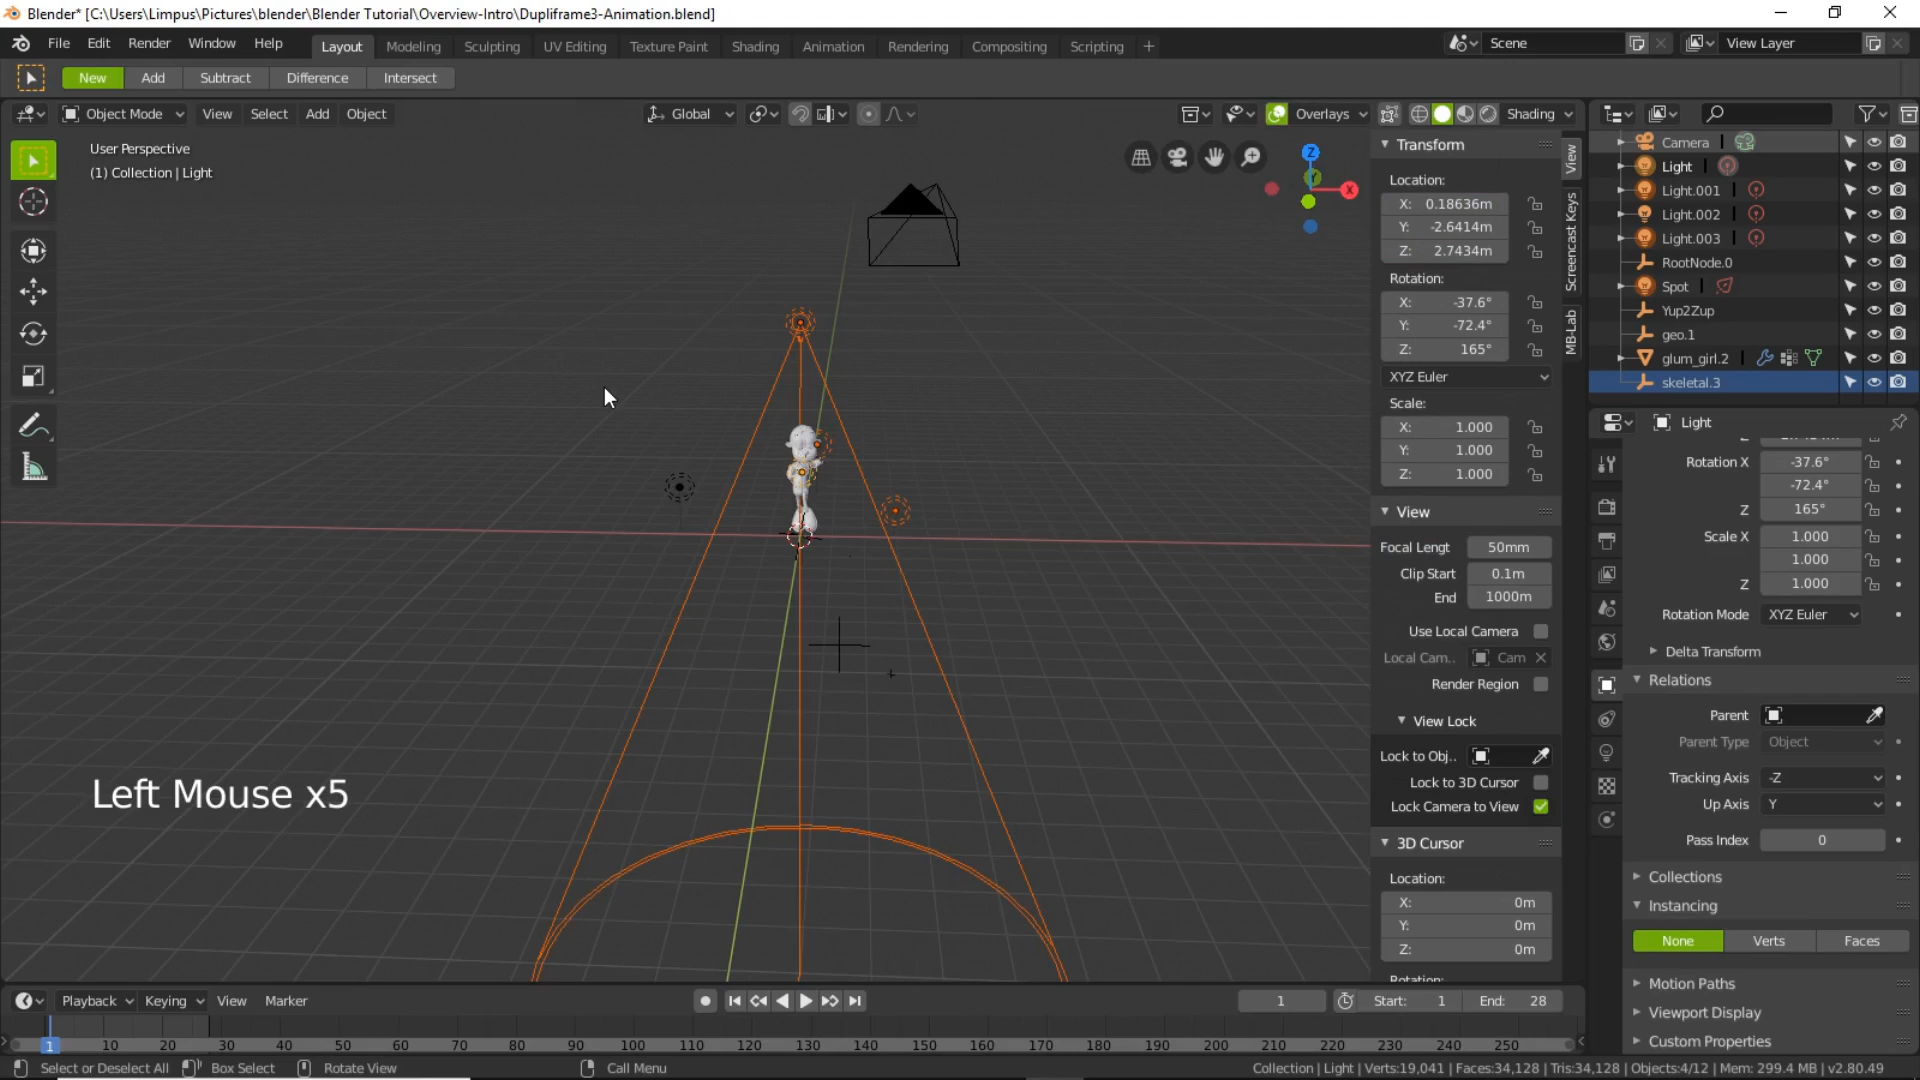 Blender* [C:\Users\Limpus\Pictures\blender\Blender Tutorial\Overview-Intro\Dupliframe3-Animation.blend]
File Edit Render Window Help Layout Modeling Sculpting UV Editing Texture Paint Shading Animation Rendering Compositing Scripting + Scene View Layer
New Add Subtract Difference Intersect
Object Mode View Select Add Object Global Overlays Shading
User Perspective
(1) Collection | Light
Z
Y
X
Left Mouse x5
Transform
Location:
X: 0.18636m
Y: -2.6414m
Z: 2.7434m
Rotation:
X: -37.6°
Y: -72.4°
Z: 165°
XYZ Euler
Scale:
X: 1.000
Y: 1.000
Z: 1.000
View
Focal Lengt 50mm
Clip Start 0.1m
End 1000m
Use Local Camera
Local Cam.. Cam
Render Region
View Lock
Lock to Obj..
Lock to 3D Cursor
Lock Camera to View
3D Cursor
Location:
X: 0m
Y: 0m
Z: 0m
Rotation:
View
Screencast Keys
MB-Lab
Camera
Light
Light.001
Light.002
Light.003
RootNode.0
Spot
Yup2Zup
geo.1
glum_girl.2
skeletal.3
Light
Rotation X -37.6°
-72.4°
Z 165°
Scale X 1.000
1.000
Z 1.000
Rotation Mode XYZ Euler
Delta Transform
Relations
Parent
Parent Type Object
Tracking Axis -Z
Up Axis Y
Pass Index 0
Collections
Instancing
None Verts Faces
Motion Paths
Viewport Display
Custom Properties
Playback Keying View Marker 1 Start: 1 End: 28
1 10 20 30 40 50 60 70 80 90 100 110 120 130 140 150 160 170 180 190 200 210 220 230 240 250
Select or Deselect All Box Select Rotate View Call Menu Collection | Light | Verts:19,041 | Faces:34,128 | Tris:34,128 | Objects:4/12 | Mem: 299.4 MB | v2.80.49